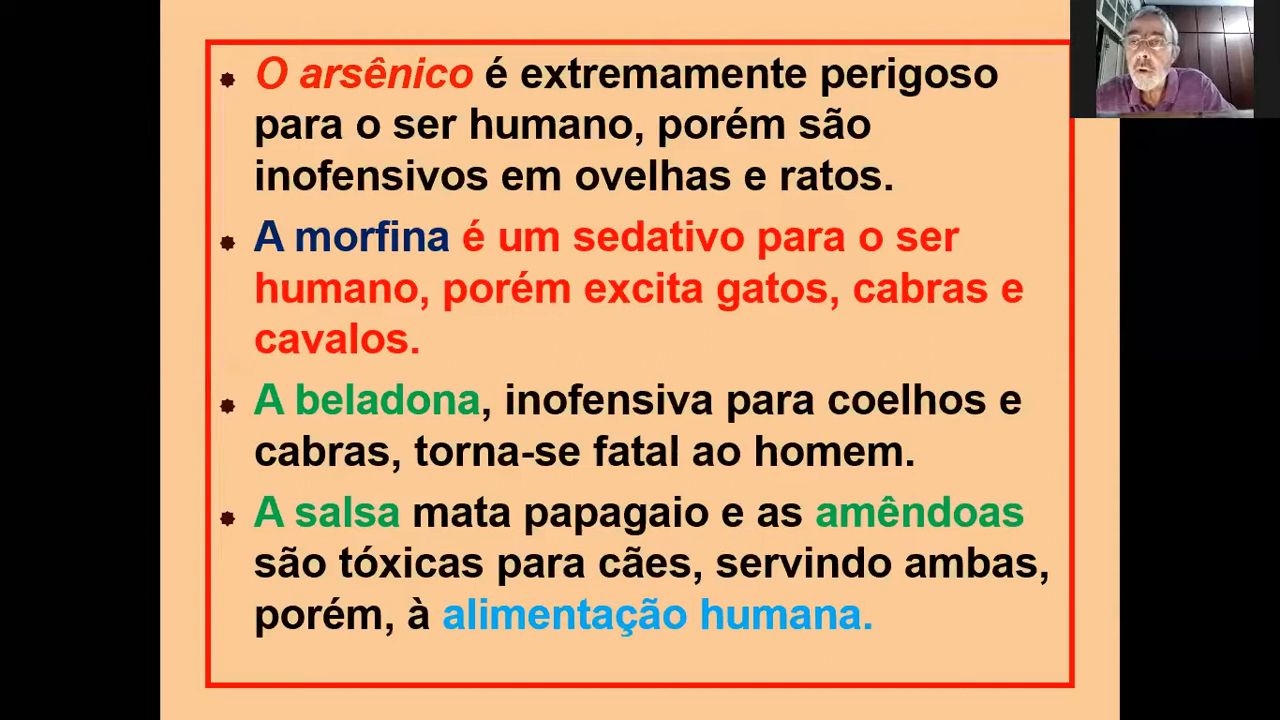 O arsênico é extremamente perigoso
para o ser humano, porém são
inofensivos em ovelhas e ratos.
A morfina é um sedativo para o ser
humano, porém excita gatos, cabras e
cavalos.
A beladona, inofensiva para coelhos e
cabras, torna-se fatal ao homem.
A salsa mata papagaio e as amêndoas
são tóxicas para cães, servindo ambas,
porém, à alimentação humana.